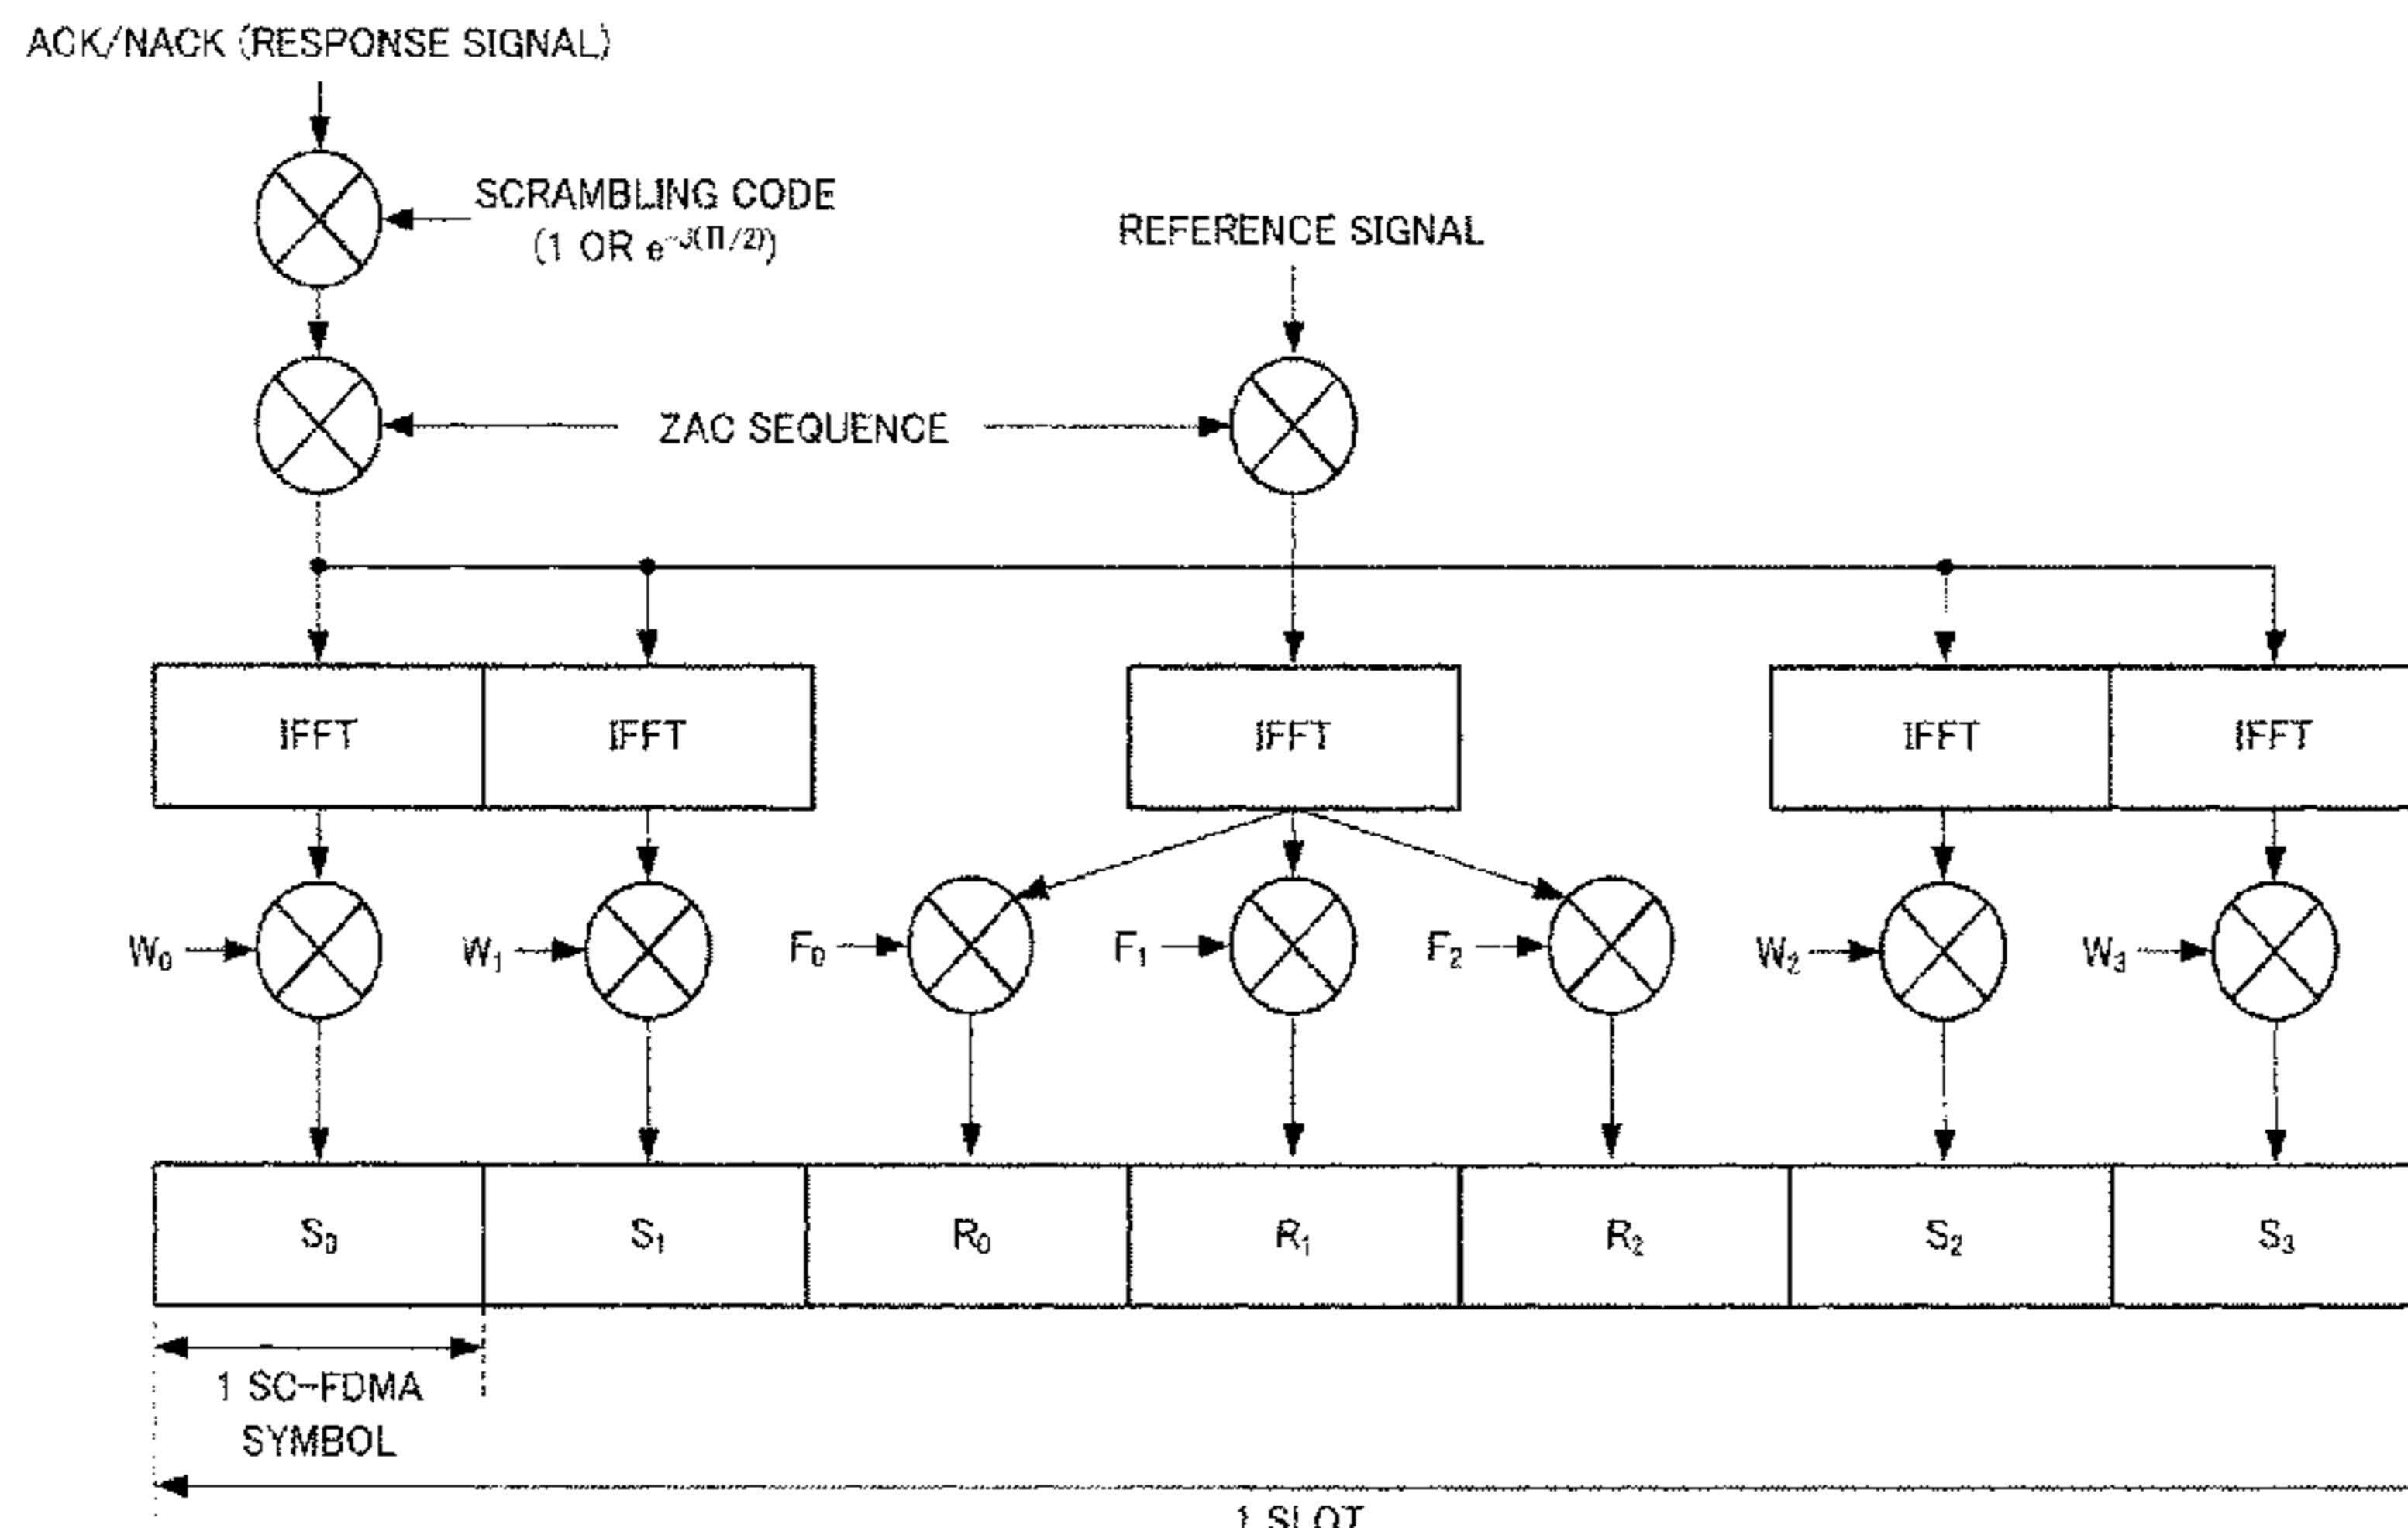 ACK/NACK (RESPONSE SIGNAL)
SCRAMBLING CODE
(1 OR e^-j(π/2))
REFERENCE SIGNAL
ZAC SEQUENCE
IFFT IFFT IFFT IFFT IFFT
W₀ W₁ F₀ F₁ F₂ W₂ W₃
S₀ S₁ R₀ R₁ R₂ S₂ S₃
1 SC-FDMA
SYMBOL
1 SLOT